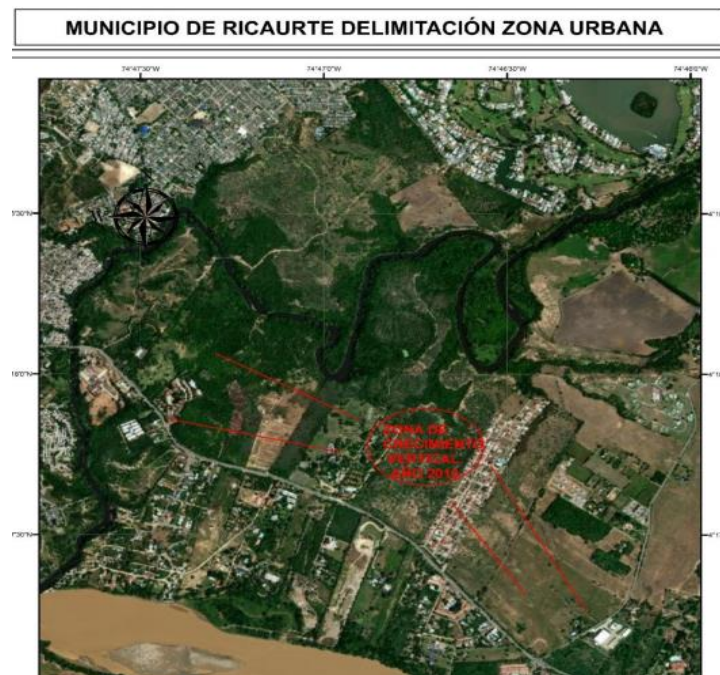 MUNICIPIO DE RICAURTE DELIMITACIÓN ZONA URBANA
74°47'30"W 74°47'0"W 74°46'30"W 74°46'0"W
ZONA DE
CRECIMIENTO
VERTICAL